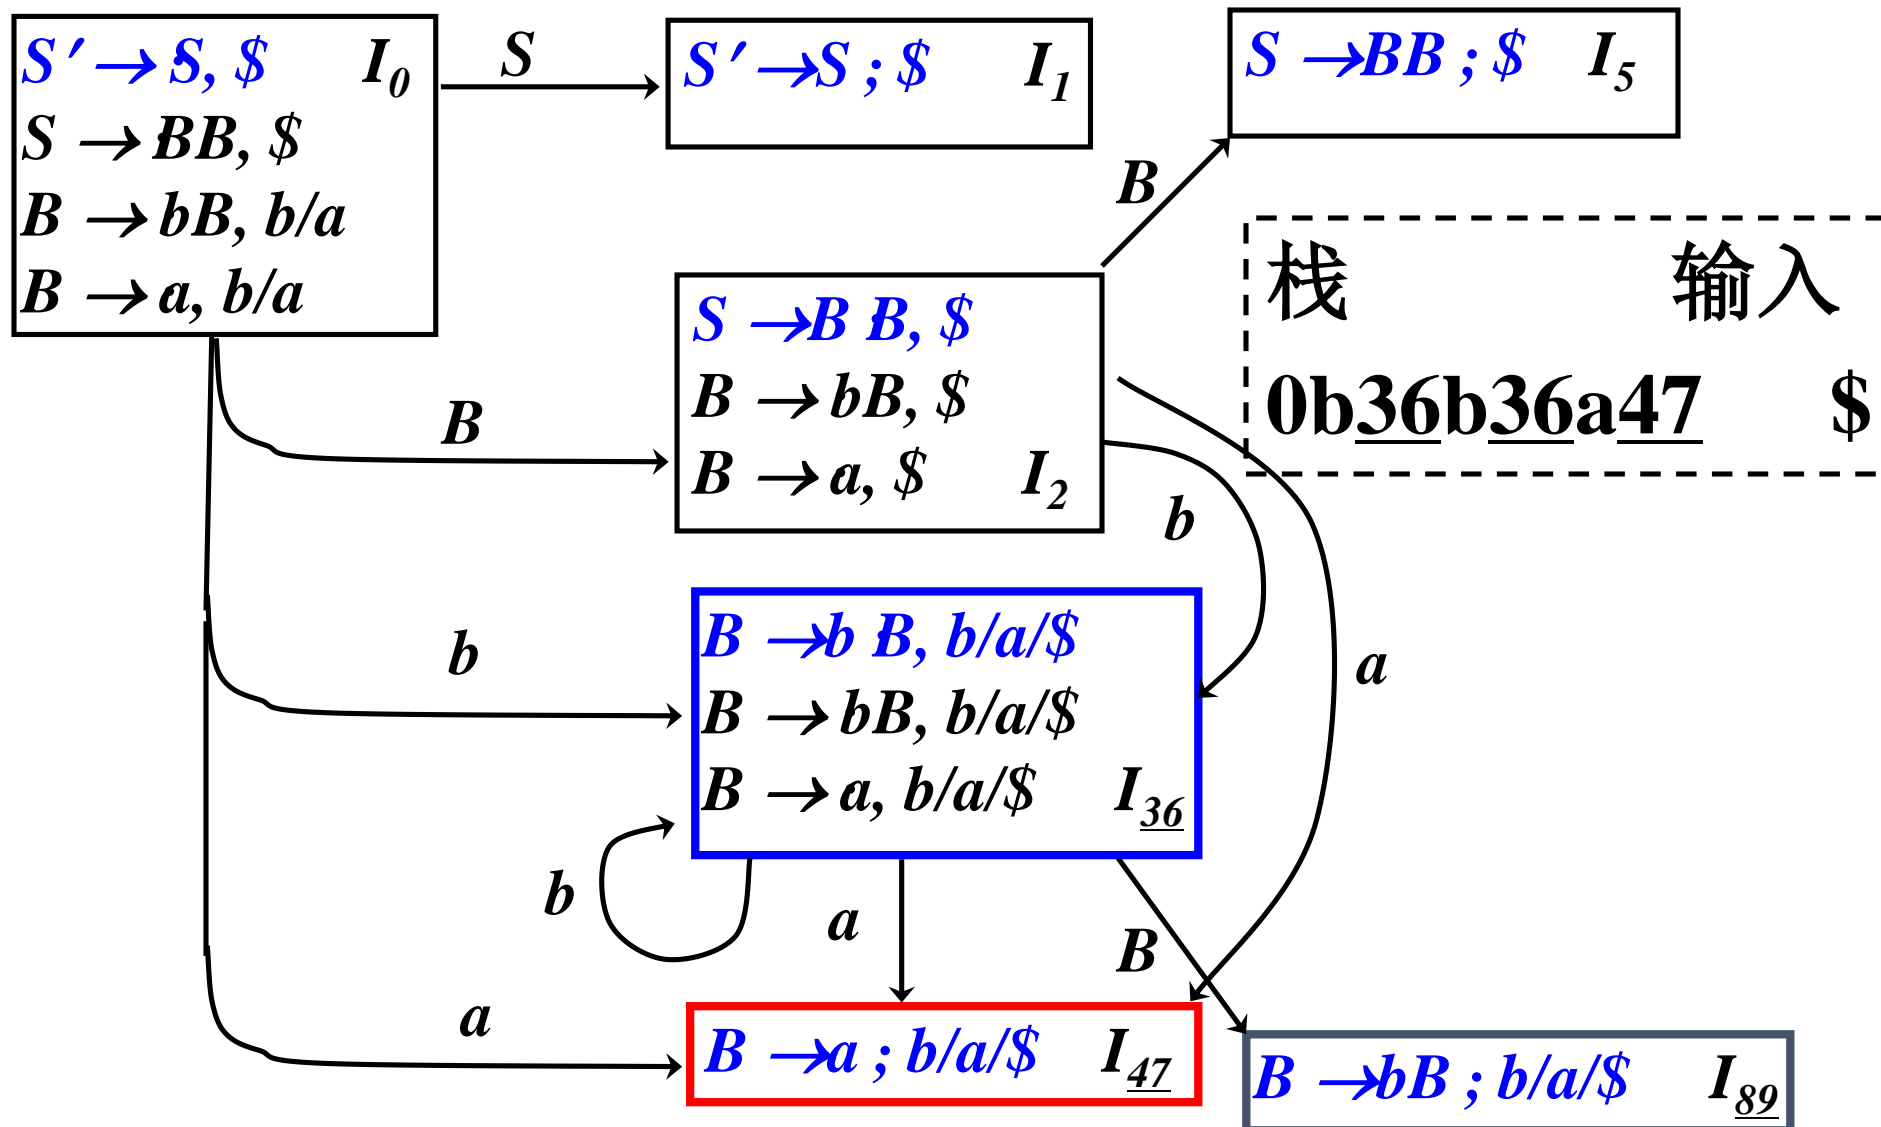 S′ → ·S, $ I0
S → ·BB, $
B → ·bB, b/a
B → ·a, b/a
S
S′ → S·, $ I1
S → BB·, $ I5
B
栈 输入
0b36b36a47 $
S → B·B, $
B → ·bB, $
B → ·a, $ I2
B
b
a
B → b·B, b/a/$
B → ·bB, b/a/$
B → ·a, b/a/$ I36
b
b
a
B
a
B → a·, b/a/$ I47
B → bB·, b/a/$ I89